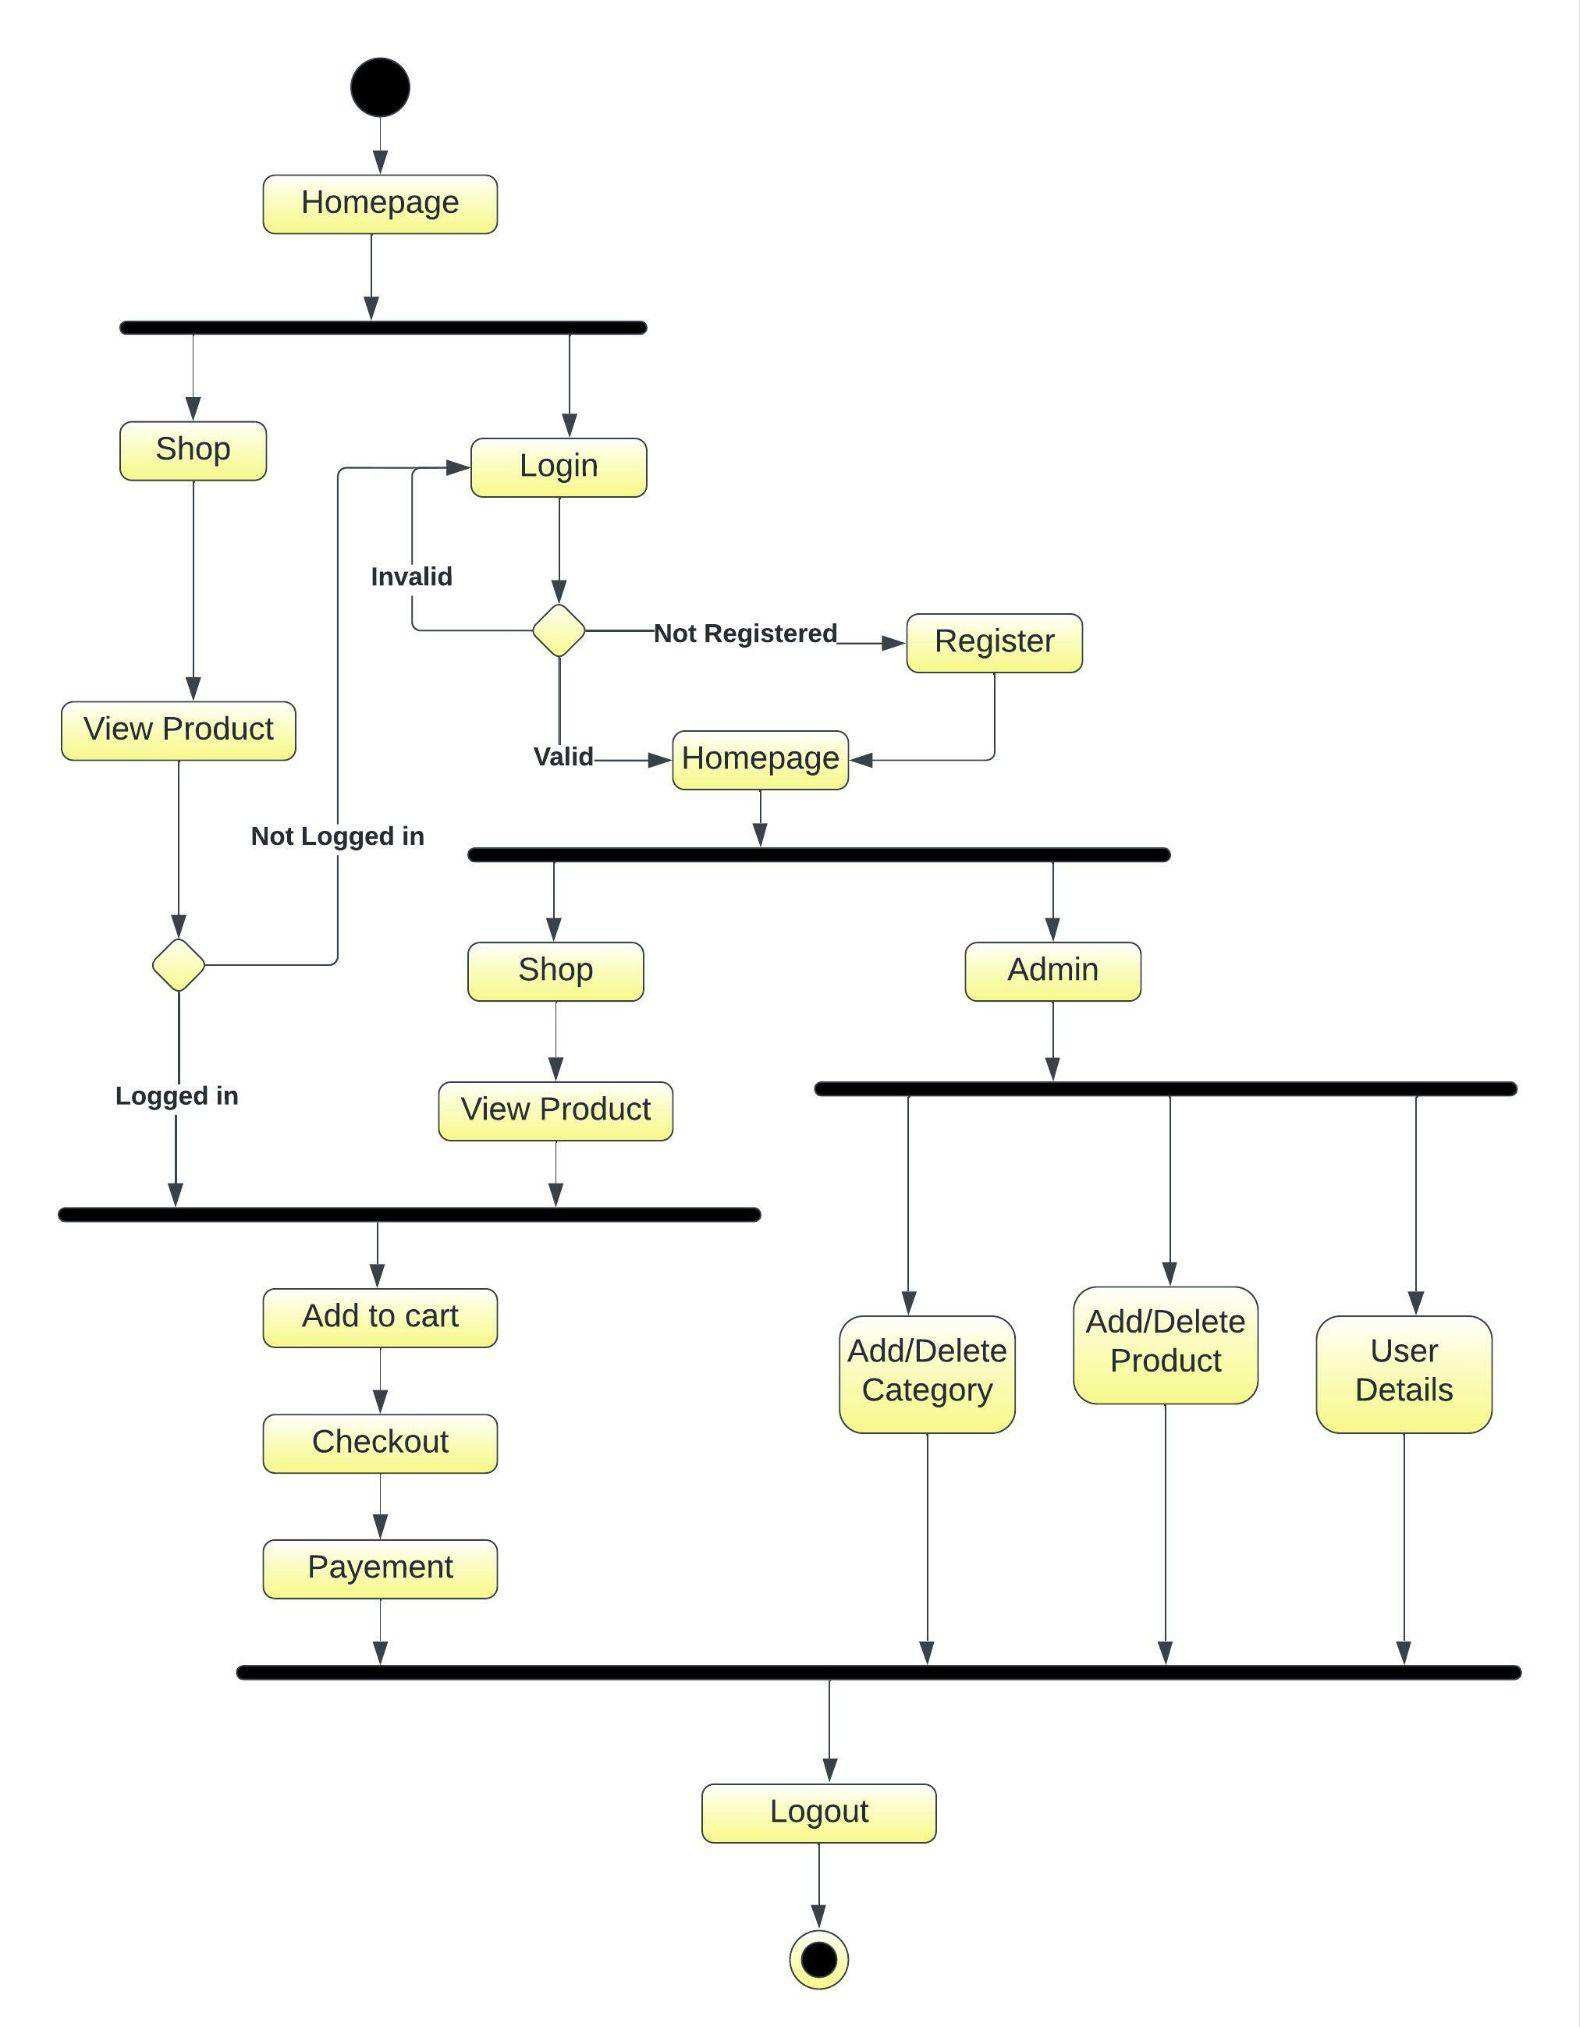 Homepage
Shop
Login
Invalid
Not Registered
Register
View Product
Valid
Homepage
Not Logged in
Shop
Admin
Logged in
View Product
Add to cart
Add/Delete
Category
Add/Delete
Product
User
Details
Checkout
Payement
Logout